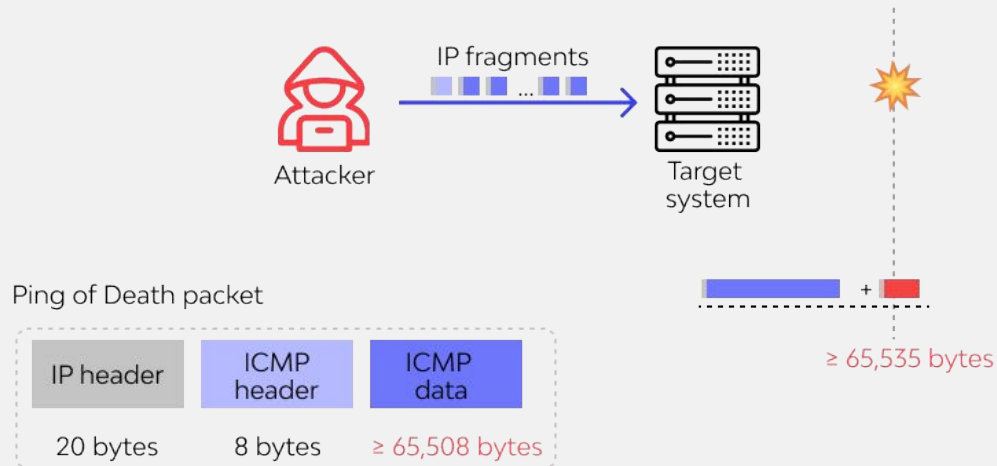 IP fragments
...
Attacker
Target
system
+
≥ 65,535 bytes
Ping of Death packet
IP header
ICMP
header
ICMP
data
20 bytes
8 bytes
≥ 65,508 bytes